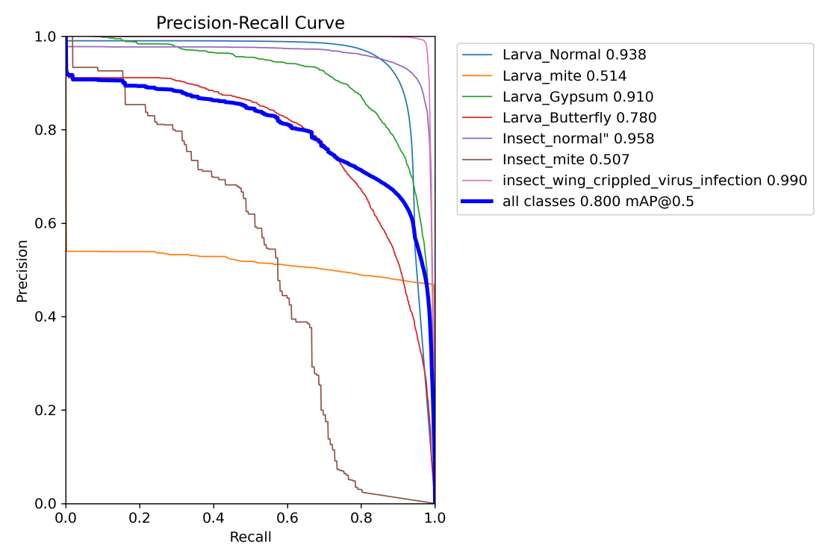 Precision-Recall Curve
1.0
0.8
0.6
0.4
0.2
0.0
Precision
0.0 0.2 0.4 0.6 0.8 1.0
Recall
Larva_Normal 0.938
Larva_mite 0.514
Larva_Gypsum 0.910
Larva_Butterfly 0.780
Insect_normal" 0.958
Insect_mite 0.507
insect_wing_crippled_virus_infection 0.990
all classes 0.800 mAP@0.5